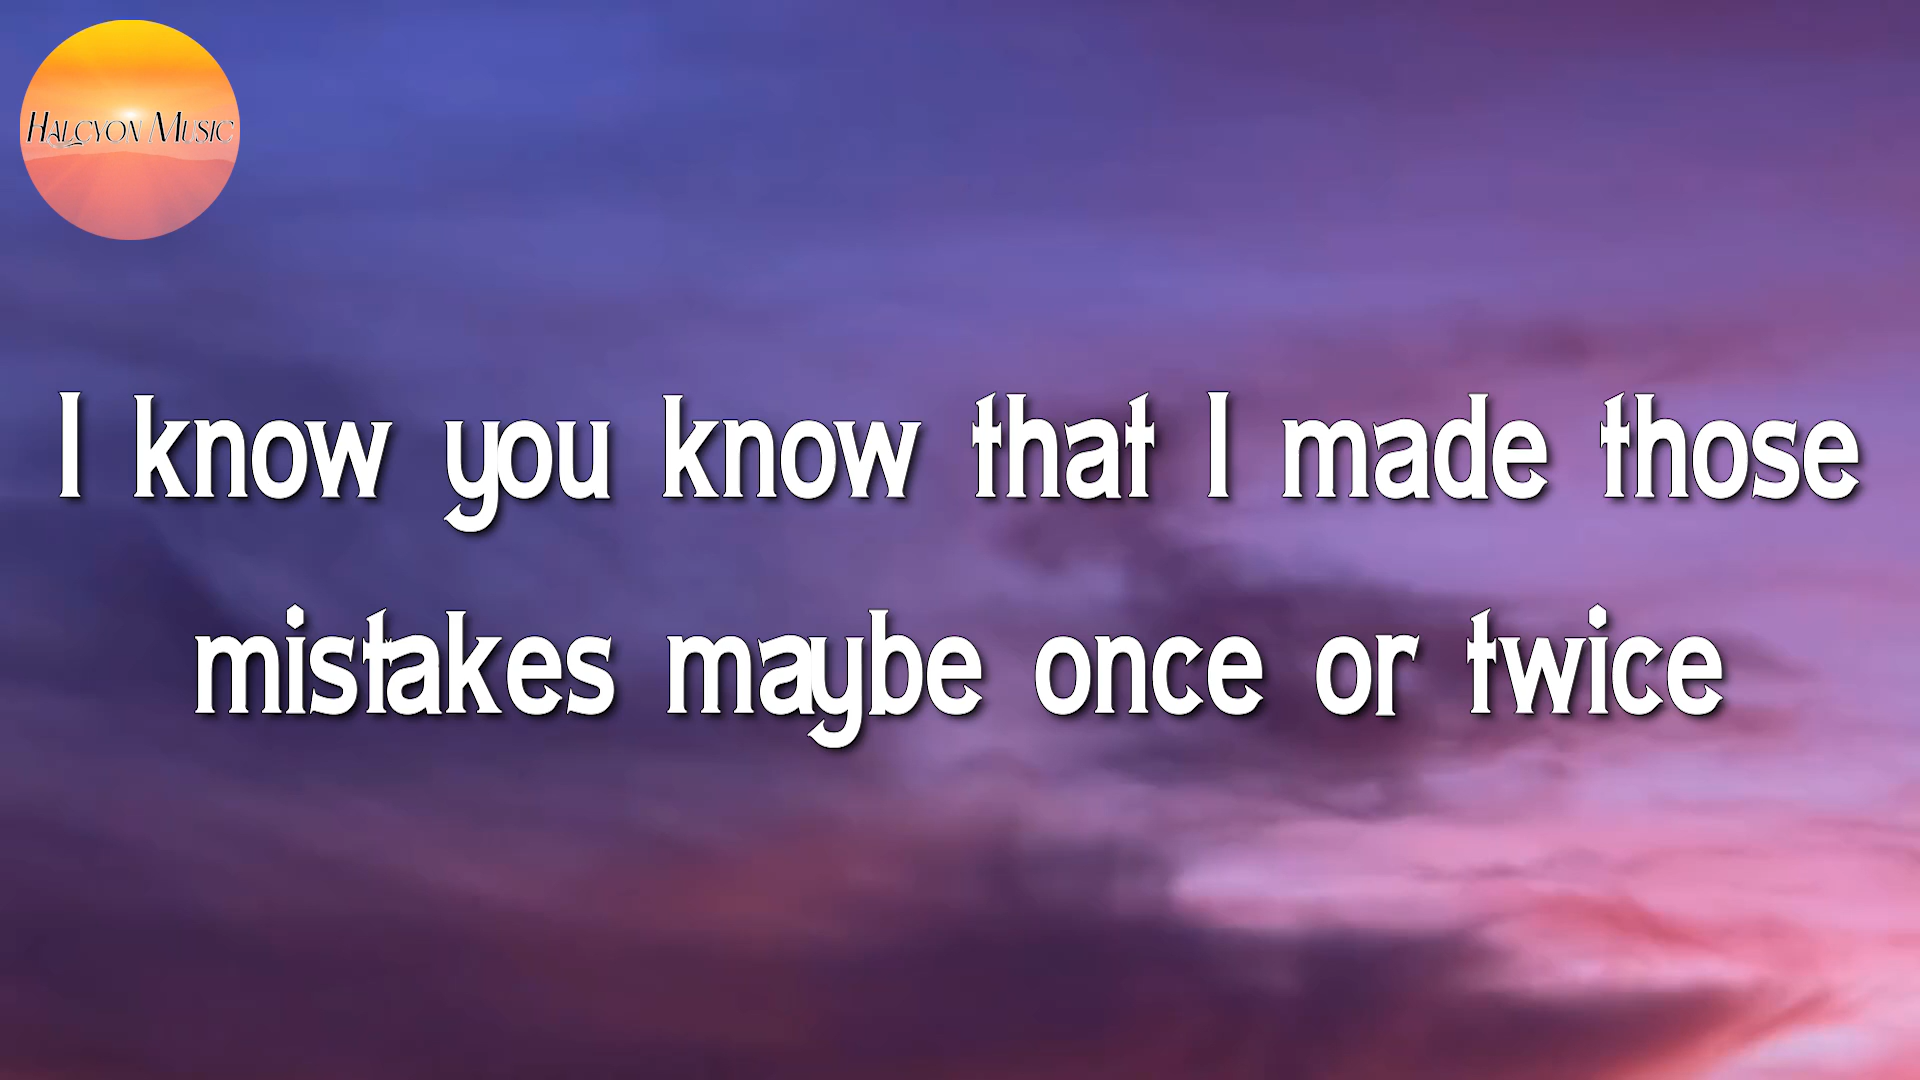 Halcyon Music
I know you know that I made those
mistakes maybe once or twice